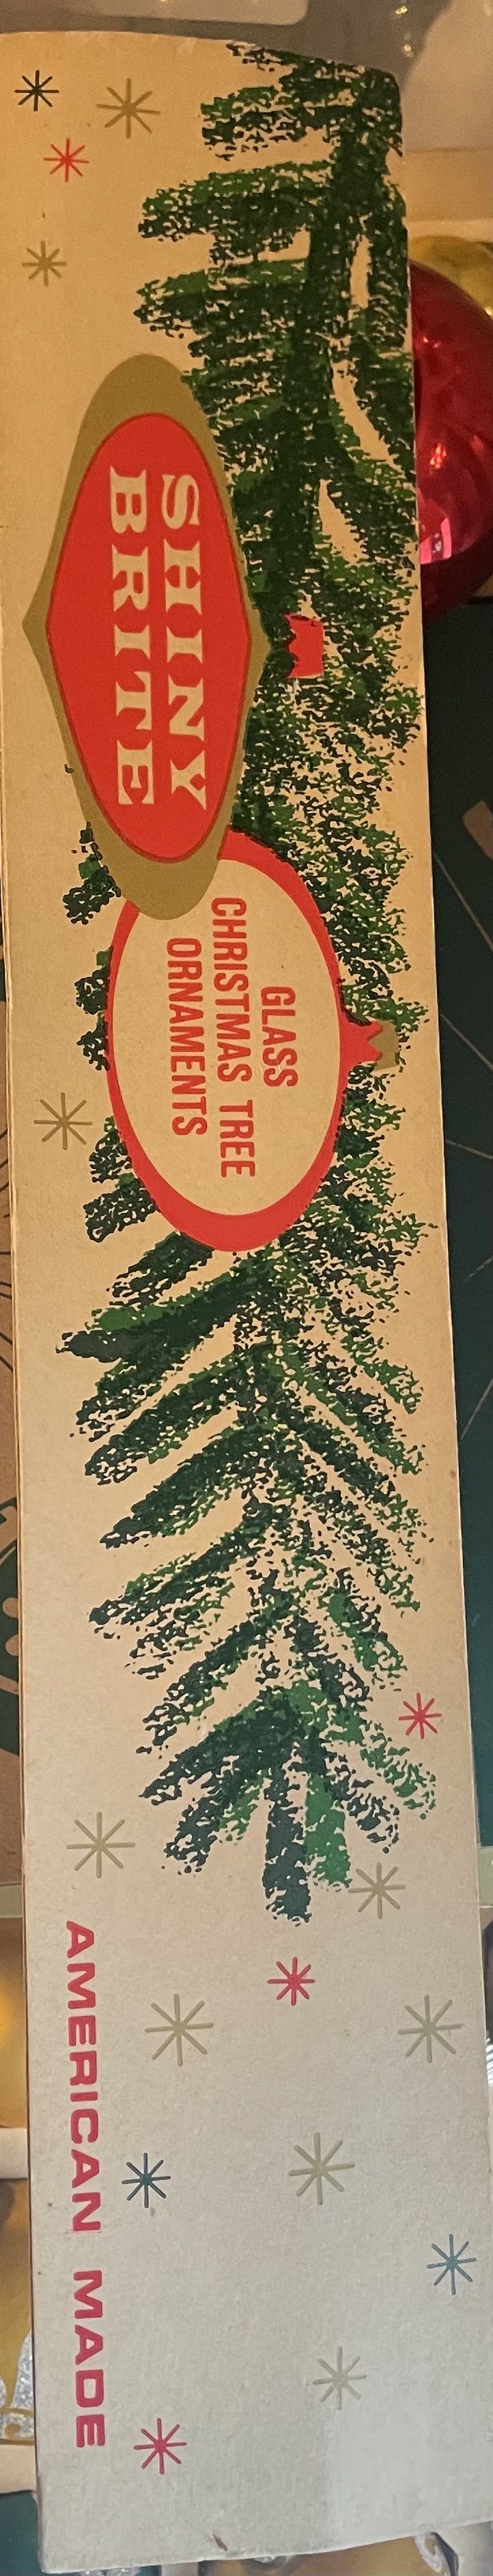 SHINY
BRITE
GLASS
CHRISTMAS TREE
ORNAMENTS
AMERICAN MADE